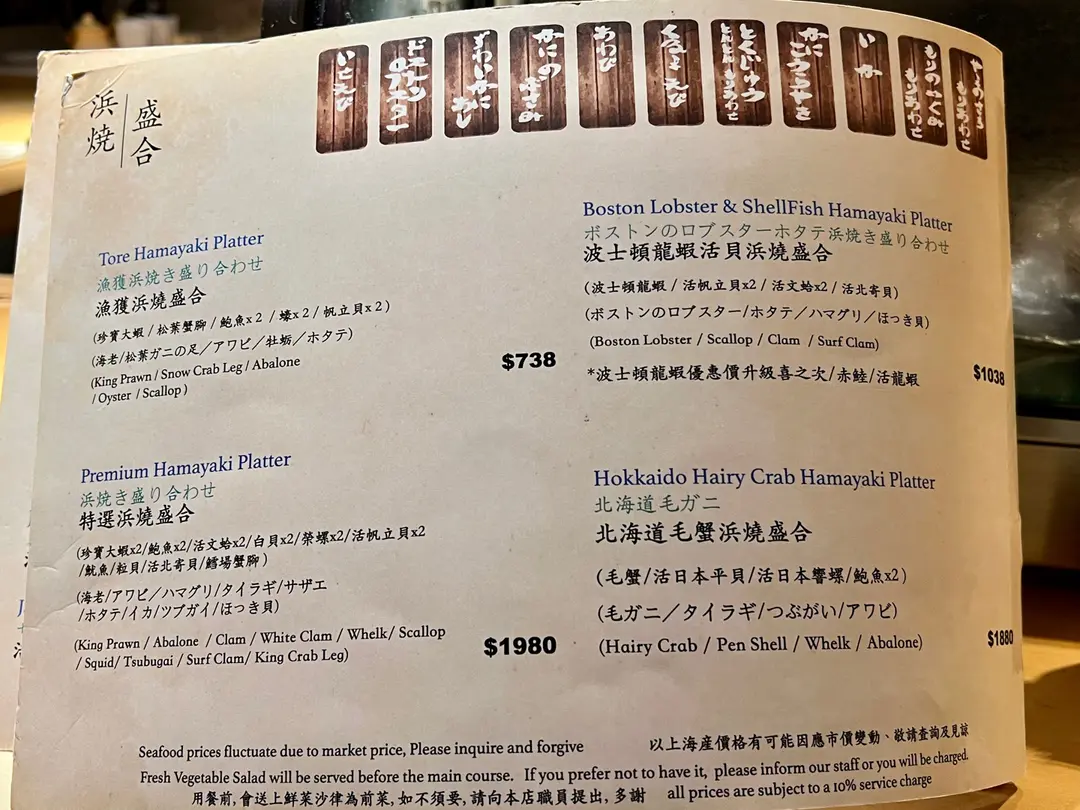 浜焼
盛合
いせえび
ボストンロブスター
ずわいかにあし
かにのすがたみ
あわび
くるまえび
とくじゅうもりあわせ
かにこうらやき
いか
Tore Hamayaki Platter
漁獲浜焼き盛り合わせ
漁獲浜燒盛合
(珍寶大蝦 / 松葉蟹腳 / 鮑魚x 2 / 蠔x 2 / 帆立貝x 2 )
(海老/松葉ガニの足／アワビ／牡蛎／ホタテ)
(King Prawn / Snow Crab Leg / Abalone
/ Oyster / Scallop )
$738
Boston Lobster & ShellFish Hamayaki Platter
ボストンのロブスターホタテ浜焼き盛り合わせ
波士頓龍蝦活貝浜燒盛合
(波士頓龍蝦 / 活帆立貝x2 / 活文蛤x2 / 活北寄貝)
(ボストンのロブスター/ホタテ／ハマグリ／ほっき貝)
(Boston Lobster / Scallop / Clam / Surf Clam)
*波士頓龍蝦優惠價升級喜之次/赤鯥/活龍蝦
$1038
Premium Hamayaki Platter
浜焼き盛り合わせ
特選浜燒盛合
(珍寶大蝦x2/鮑魚x2/活文蛤x2/白貝x2/榮螺x2/活帆立貝x2
/魷魚/粒貝/活北寄貝/鱈場蟹腳 )
(海老/アワビ／ハマグリ/タイラギ/サザエ
/ホタテ/イカ/ツブガイ/ほっき貝)
(King Prawn / Abalone / Clam / White Clam / Whelk/ Scallop
/ Squid/ Tsubugai / Surf Clam/ King Crab Leg)
$1980
Hokkaido Hairy Crab Hamayaki Platter
北海道毛ガニ
北海道毛蟹浜燒盛合
(毛蟹/活日本平貝/活日本響螺/鮑魚x2 )
(毛ガニ／タイラギ/つぶがい/アワビ)
(Hairy Crab / Pen Shell / Whelk / Abalone)
$1880
Seafood prices fluctuate due to market price, Please inquire and forgive
以上海産價格有可能因應市價變動、敬請查詢及見諒
Fresh Vegetable Salad will be served before the main course. If you prefer not to have it, please inform our staff or you will be charged.
用餐前, 會送上鮮菜沙律為前菜, 如不須要, 請向本店職員提出, 多謝
all prices are subject to a 10% service charge